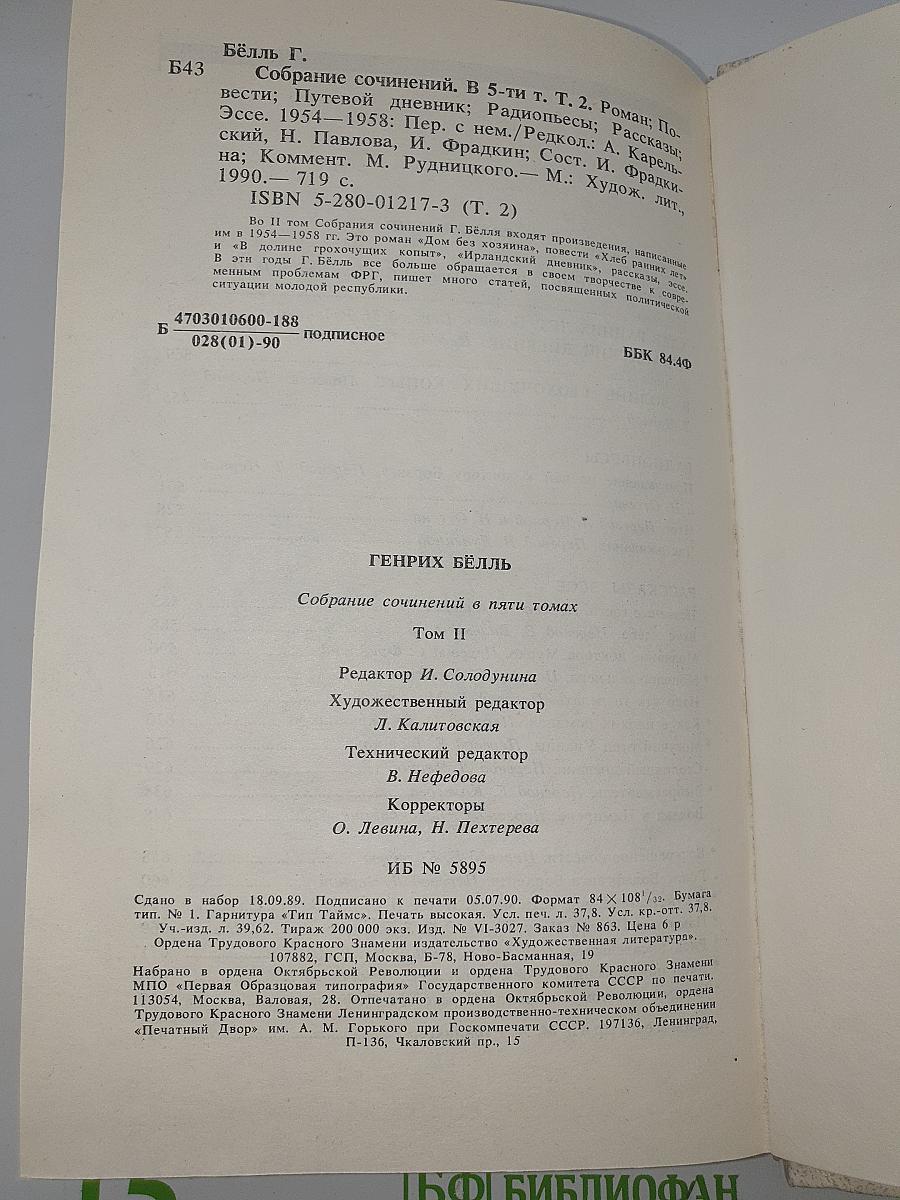 Бёлль Г.
Б43 Собрание сочинений. В 5-ти т. Т. 2. Роман; По-
вести; Путевой дневник; Радиопьесы; Рассказы;
Эссе. 1954—1958: Пер. с нем./Редкол.: А. Карель-
ский, Н. Павлова, И. Фрадкин; Сост. И. Фрадки-
на; Коммент. М. Рудницкого.— М.: Худож. лит.,
1990.— 719 с.
ISBN 5-280-01217-3 (Т. 2)
Во II том Собрания сочинений Г. Бёлля входят произведения, написанные
им в 1954—1958 гг. Это роман «Дом без хозяина», повести «Хлеб ранних лет»
и «В долине грохочущих копыт», «Ирландский дневник», рассказы, эссе.
В эти годы Г. Бёлль все больше обращается в своем творчестве к совре-
менным проблемам ФРГ, пишет много статей, посвященных политической
ситуации молодой республики.
Б 4703010600-188 подписное
028(01)-90
ББК 84.4Ф
ГЕНРИХ БЁЛЛЬ
Собрание сочинений в пяти томах
Том II
Редактор И. Солодунина
Художественный редактор
Л. Калитовская
Технический редактор
В. Нефедова
Корректоры
О. Левина, Н. Пехтерева
ИБ № 5895
Сдано в набор 18.09.89. Подписано к печати 05.07.90. Формат 84×108¹/₃₂. Бумага
тип. № 1. Гарнитура «Тип Таймс». Печать высокая. Усл. печ. л. 37,8. Усл. кр.-отт. 37,8.
Уч.-изд. л. 39,62. Тираж 200 000 экз. Изд. № VI-3027. Заказ № 863. Цена 6 р
Ордена Трудового Красного Знамени издательство «Художественная литература».
107882, ГСП, Москва, Б-78, Ново-Басманная, 19
Набрано в ордена Октябрьской Революции и ордена Трудового Красного Знамени
МПО «Первая Образцовая типография» Государственного комитета СССР по печати.
113054, Москва, Валовая, 28. Отпечатано в ордена Октябрьской Революции, ордена
Трудового Красного Знамени Ленинградском производственно-техническом объединении
«Печатный Двор» им. А. М. Горького при Госкомпечати СССР. 197136, Ленинград,
П-136, Чкаловский пр., 15
БФ БИБЛИОФАН